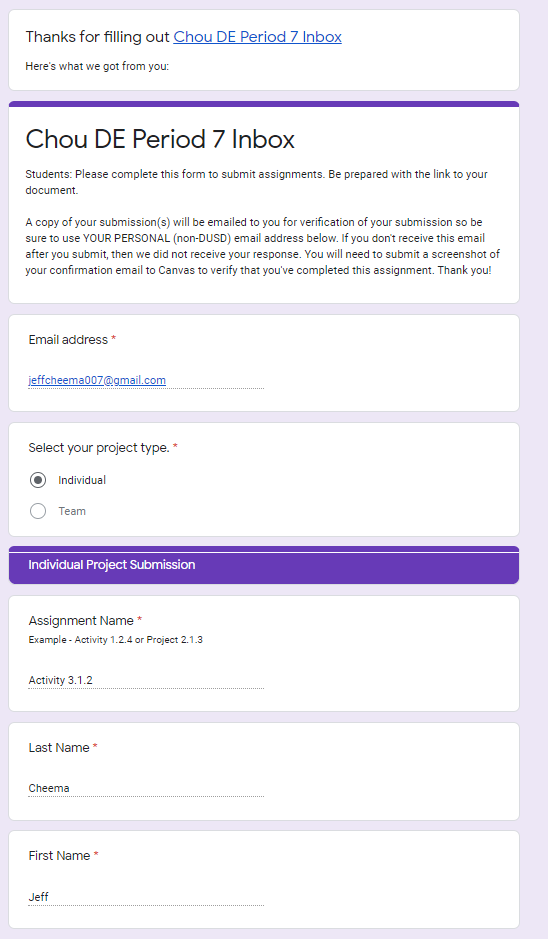 Thanks for filling out Chou DE Period 7 Inbox
Here's what we got from you:
Chou DE Period 7 Inbox
Students: Please complete this form to submit assignments. Be prepared with the link to your
document.
A copy of your submission(s) will be emailed to you for verification of your submission so be
sure to use YOUR PERSONAL (non-DUSD) email address below. If you don't receive this email
after you submit, then we did not receive your response. You will need to submit a screenshot
of your confirmation email to Canvas to verify that you've completed this assignment. Thank you!
Email address *
jeffcheema007@gmail.com
Select your project type. *
Individual
Team
Individual Project Submission
Assignment Name *
Example - Activity 1.2.4 or Project 2.1.3
Activity 3.1.2
Last Name *
Cheema
First Name *
Jeff